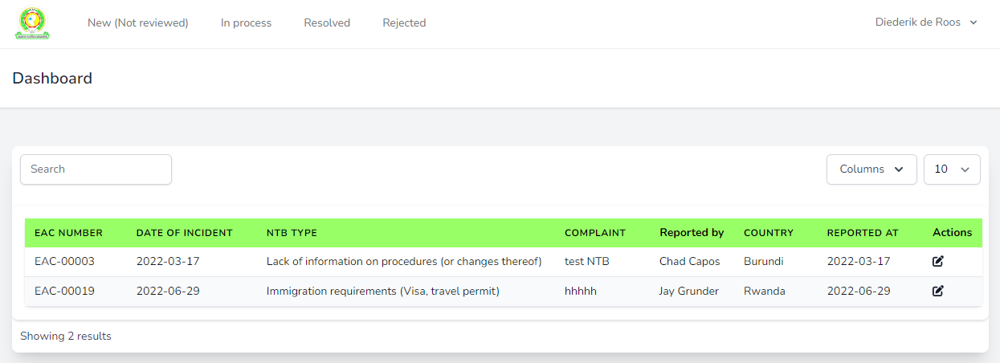 New (Not reviewed) In process Resolved Rejected Diederik de Roos
Dashboard
Search Columns 10
EAC NUMBER DATE OF INCIDENT NTB TYPE COMPLAINT Reported by COUNTRY REPORTED AT Actions
EAC-00003 2022-03-17 Lack of information on procedures (or changes thereof) test NTB Chad Capos Burundi 2022-03-17
EAC-00019 2022-06-29 Immigration requirements (Visa, travel permit) hhhhh Jay Grunder Rwanda 2022-06-29
Showing 2 results